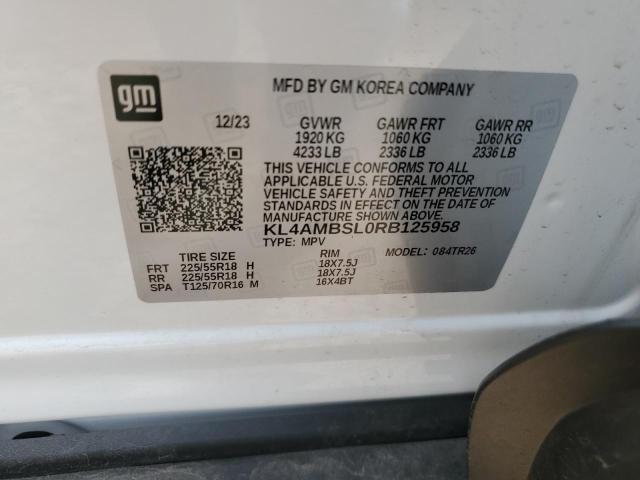 gm
MFD BY GM KOREA COMPANY
12/23 GVWR GAWR FRT GAWR RR
1920 KG 1060 KG 1060 KG
4233 LB 2336 LB 2336 LB
THIS VEHICLE CONFORMS TO ALL
APPLICABLE U.S. FEDERAL MOTOR
VEHICLE SAFETY AND THEFT PREVENTION
STANDARDS IN EFFECT ON THE DATE OF
MANUFACTURE SHOWN ABOVE.
KL4AMBSL0RB125958
TYPE: MPV MODEL: 084TR26
TIRE SIZE RIM
FRT 225/55R18 H 18X7.5J
RR 225/55R18 H 18X7.5J
SPA T125/70R16 M 16X4BT